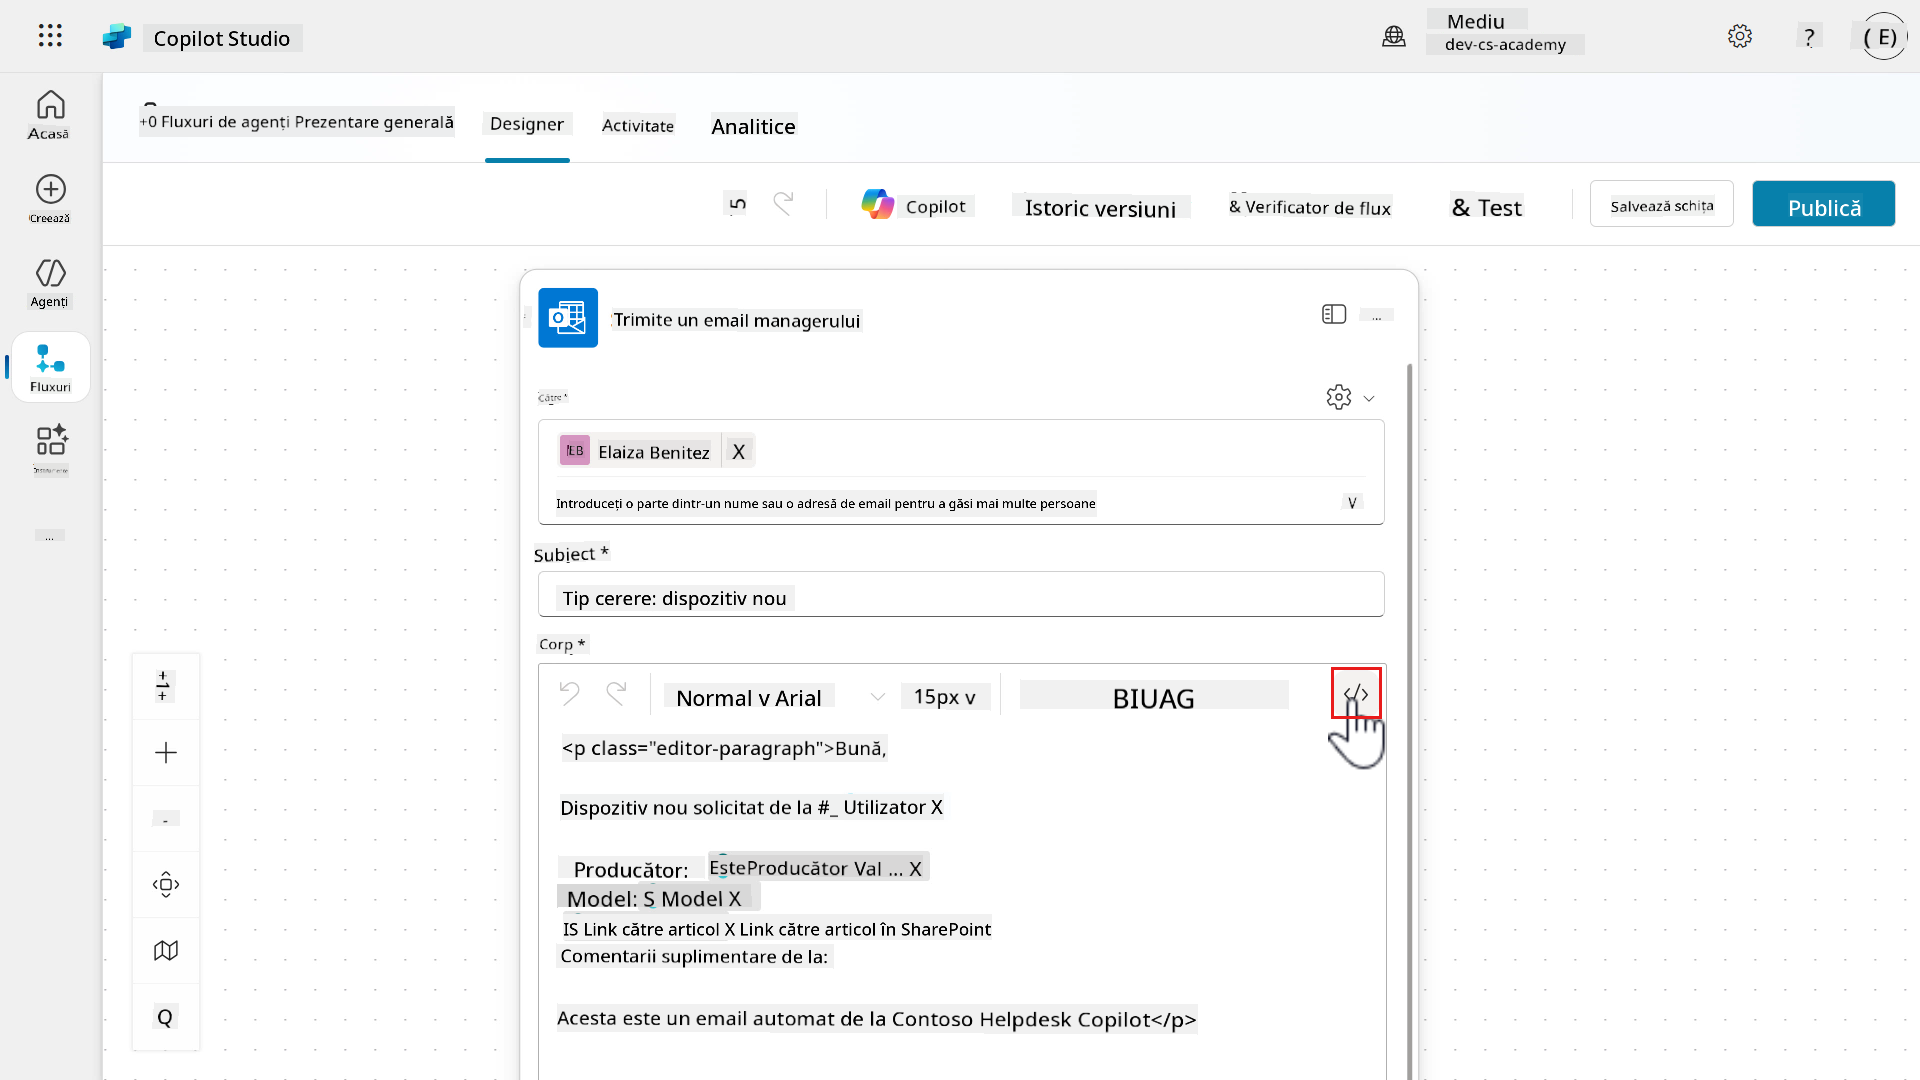 Copilot Studio
Mediu
dev-cs-academy
?
( E)
Acasă
Creează
Agenți
Fluxuri
Instrumente
...
+0 Fluxuri de agenți Prezentare generală
Designer
Activitate
Analitice
5
Copilot
Istoric versiuni
& Verificator de flux
& Test
Salvează schița
Publică
Trimite un email managerului
...
Către *
EB
Elaiza Benitez
X
Introduceți o parte dintr-un nume sau o adresă de email pentru a găsi mai multe persoane
V
Subiect *
Tip cerere: dispozitiv nou
Corp *
Normal v Arial
15px v
BIUAG
</>
<p class="editor-paragraph">Bună,
Dispozitiv nou solicitat de la #_ Utilizator X
Producător: EsteProducător Val ... X
Model: S Model X
IS Link către articol X Link către articol în SharePoint
Comentarii suplimentare de la:
Acesta este un email automat de la Contoso Helpdesk Copilot</p>
Q